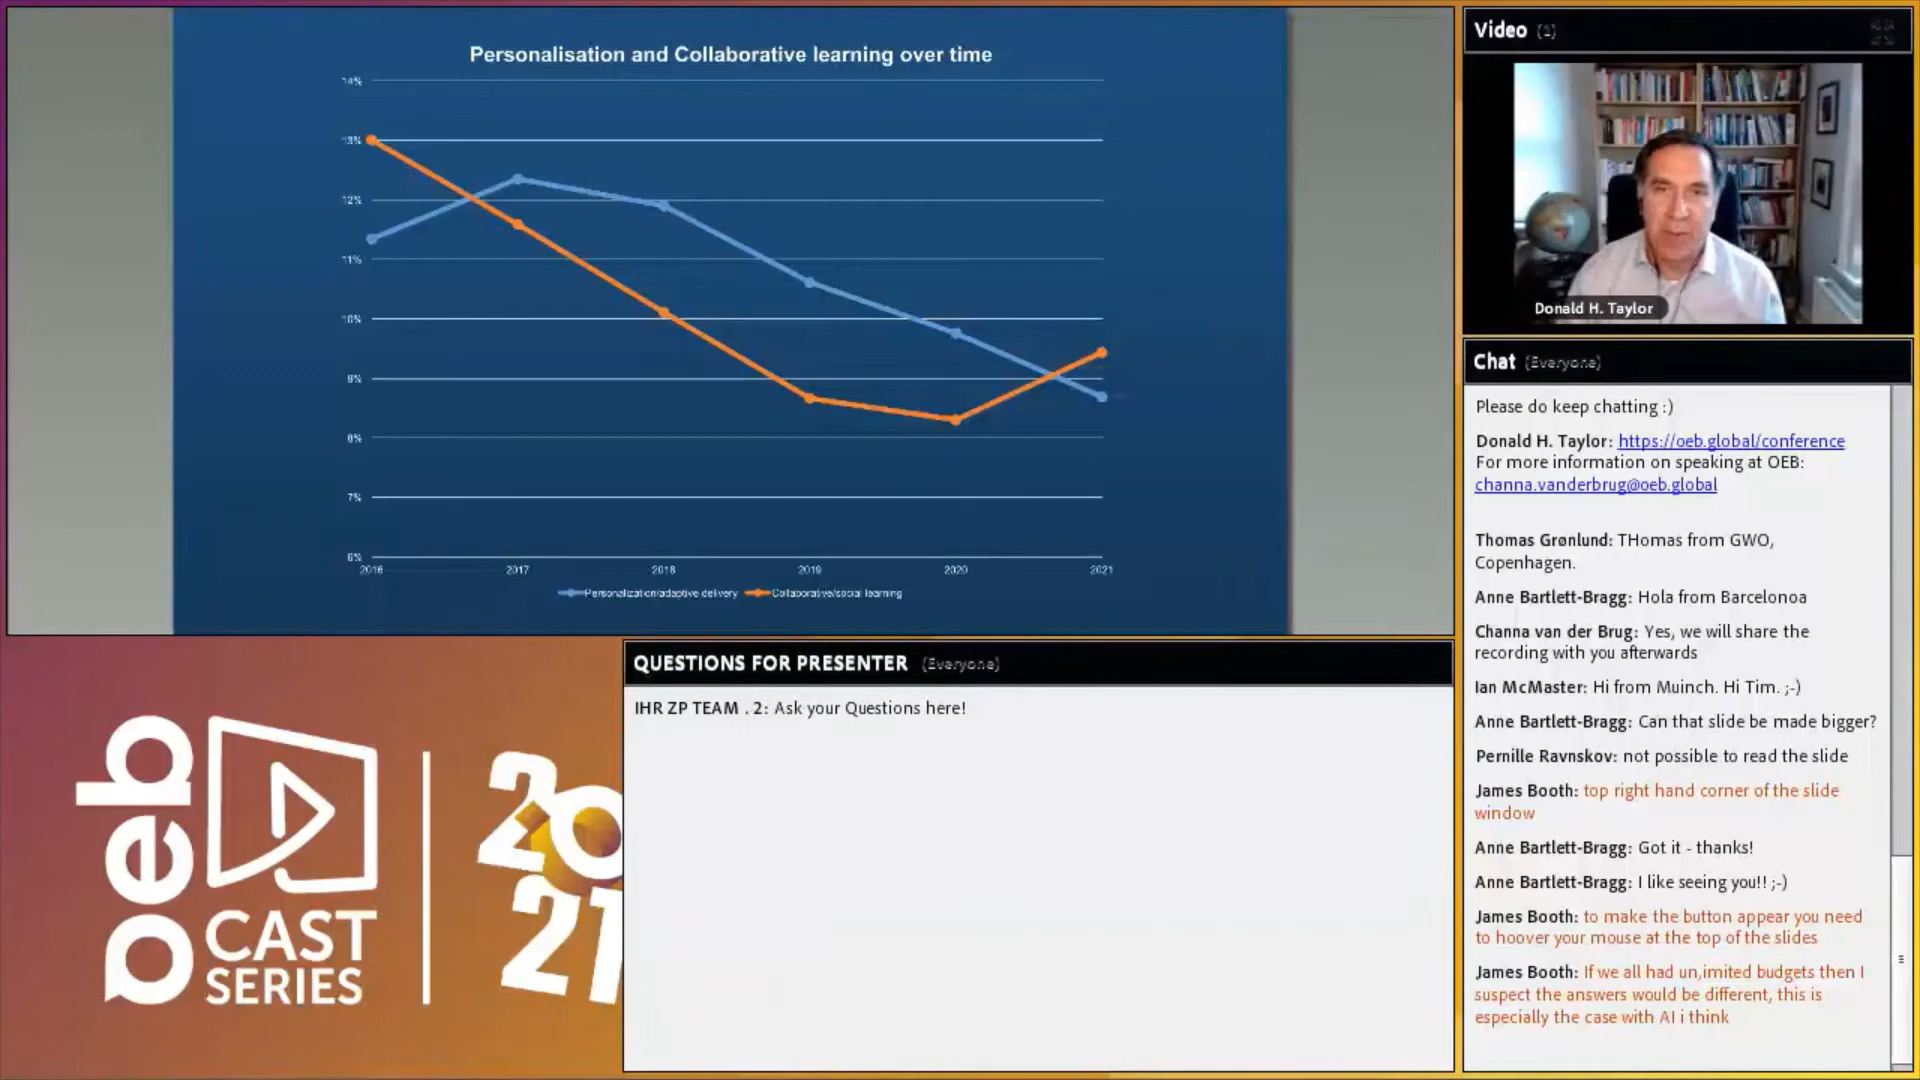 Personalisation and Collaborative learning over time
14%
13%
12%
11%
10%
9%
8%
7%
6%
2016
2017
2018
2019
2020
2021
Personalization/adaptive delivery
Collaborative/social learning
Video (1)
Donald H. Taylor
Chat (Everyone)
Please do keep chatting :)
Donald H. Taylor: https://oeb.global/conference
For more information on speaking at OEB:
channa.vanderbrug@oeb.global
Thomas Grønlund: THomas from GWO,
Copenhagen.
Anne Bartlett-Bragg: Hola from Barcelonoa
Channa van der Brug: Yes, we will share the
recording with you afterwards
Ian McMaster: Hi from Muinch. Hi Tim. ;-)
Anne Bartlett-Bragg: Can that slide be made bigger?
Pernille Ravnskov: not possible to read the slide
James Booth: top right hand corner of the slide
window
Anne Bartlett-Bragg: Got it - thanks!
Anne Bartlett-Bragg: I like seeing you!! ;-)
James Booth: to make the button appear you need
to hoover your mouse at the top of the slides
James Booth: If we all had un,imited budgets then I
suspect the answers would be different, this is
especially the case with AI i think
QUESTIONS FOR PRESENTER (Everyone)
IHR ZP TEAM . 2: Ask your Questions here!
oeb
CAST
SERIES
20
21